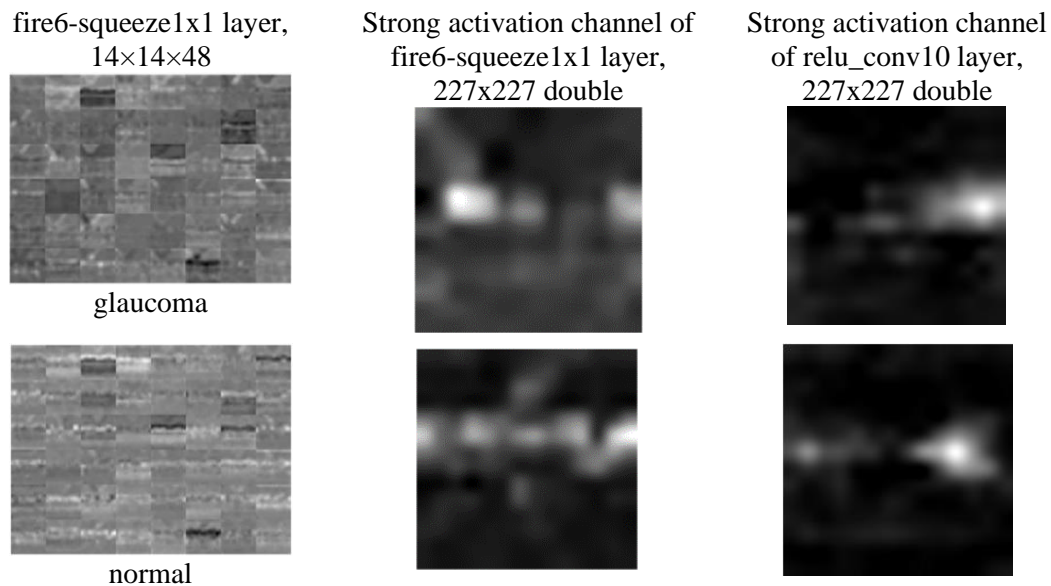 fire6-squeeze1x1 layer,
14×14×48
Strong activation channel of
fire6-squeeze1x1 layer,
227x227 double
Strong activation channel
of relu_conv10 layer,
227x227 double
glaucoma
normal